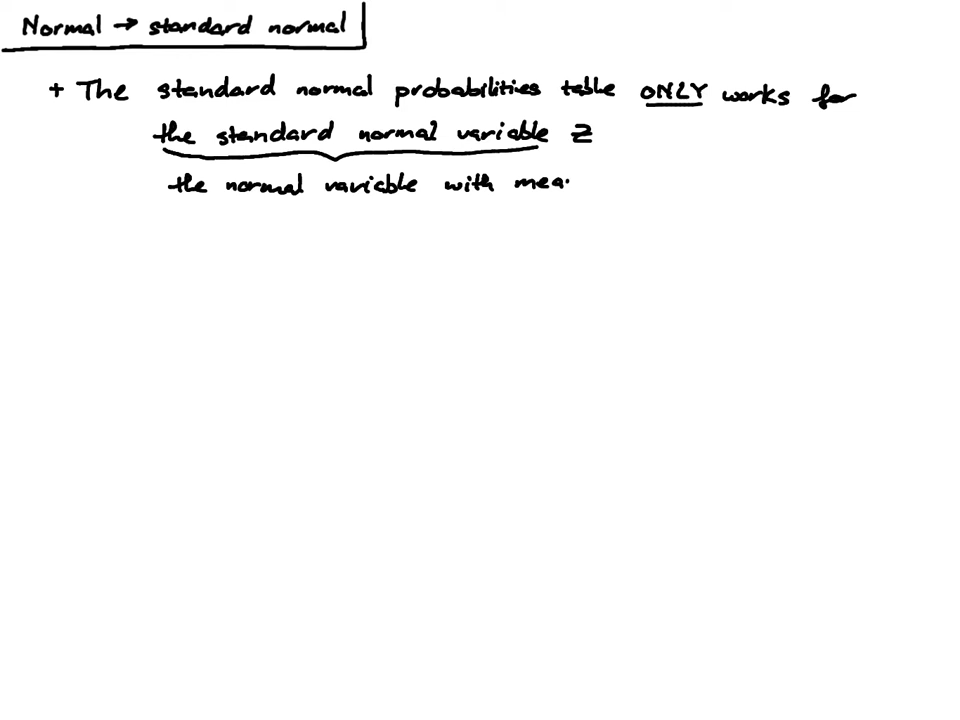 Normal → standard normal
+ The standard normal probabilities table ONLY works for
the standard normal variable Z
the normal variable with mea